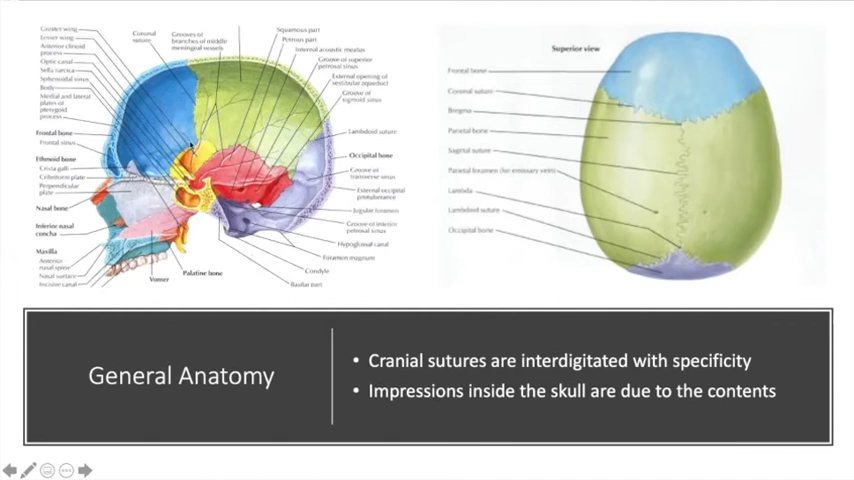 Greater wing
Lesser wing
Anterior clinoid
process
Optic canal
Sella turcica
Sphenoidal sinus
Body
Medial and lateral
plates of
pterygoid
process
Frontal bone
Frontal sinus
Ethmoid bone
Crista galli
Cribriform plate
Perpendicular
plate
Nasal bone
Inferior nasal
concha
Maxilla
Anterior
nasal spine
Nasal surface
Incisive canal
Vomer
Palatine bone
Coronal
suture
Grooves of
branches of middle
meningeal vessels
Squamous part
Petrous part
Internal acoustic meatus
Groove of superior
petrosal sinus
External opening of
vestibular aqueduct
Groove of
sigmoid sinus
Lambdoid suture
Occipital bone
Groove of
transverse sinus
External occipital
protuberance
Jugular foramen
Groove of inferior
petrosal sinus
Hypoglossal canal
Foramen magnum
Condyle
Basilar part
Superior view
Frontal bone
Coronal suture
Bregma
Parietal bone
Sagittal suture
Parietal foramen (for emissary vein)
Lambda
Lambdoid suture
Occipital bone
General Anatomy
• Cranial sutures are interdigitated with specificity
• Impressions inside the skull are due to the contents